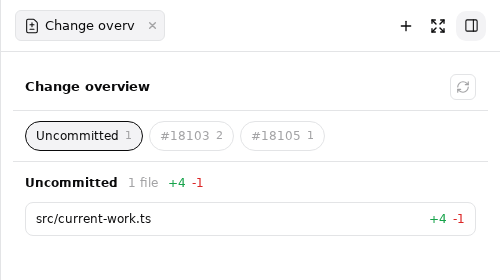 Change overv
Change overview
Uncommitted 1 #18103 2 #18105 1
Uncommitted 1 file +4 -1
src/current-work.ts +4 -1